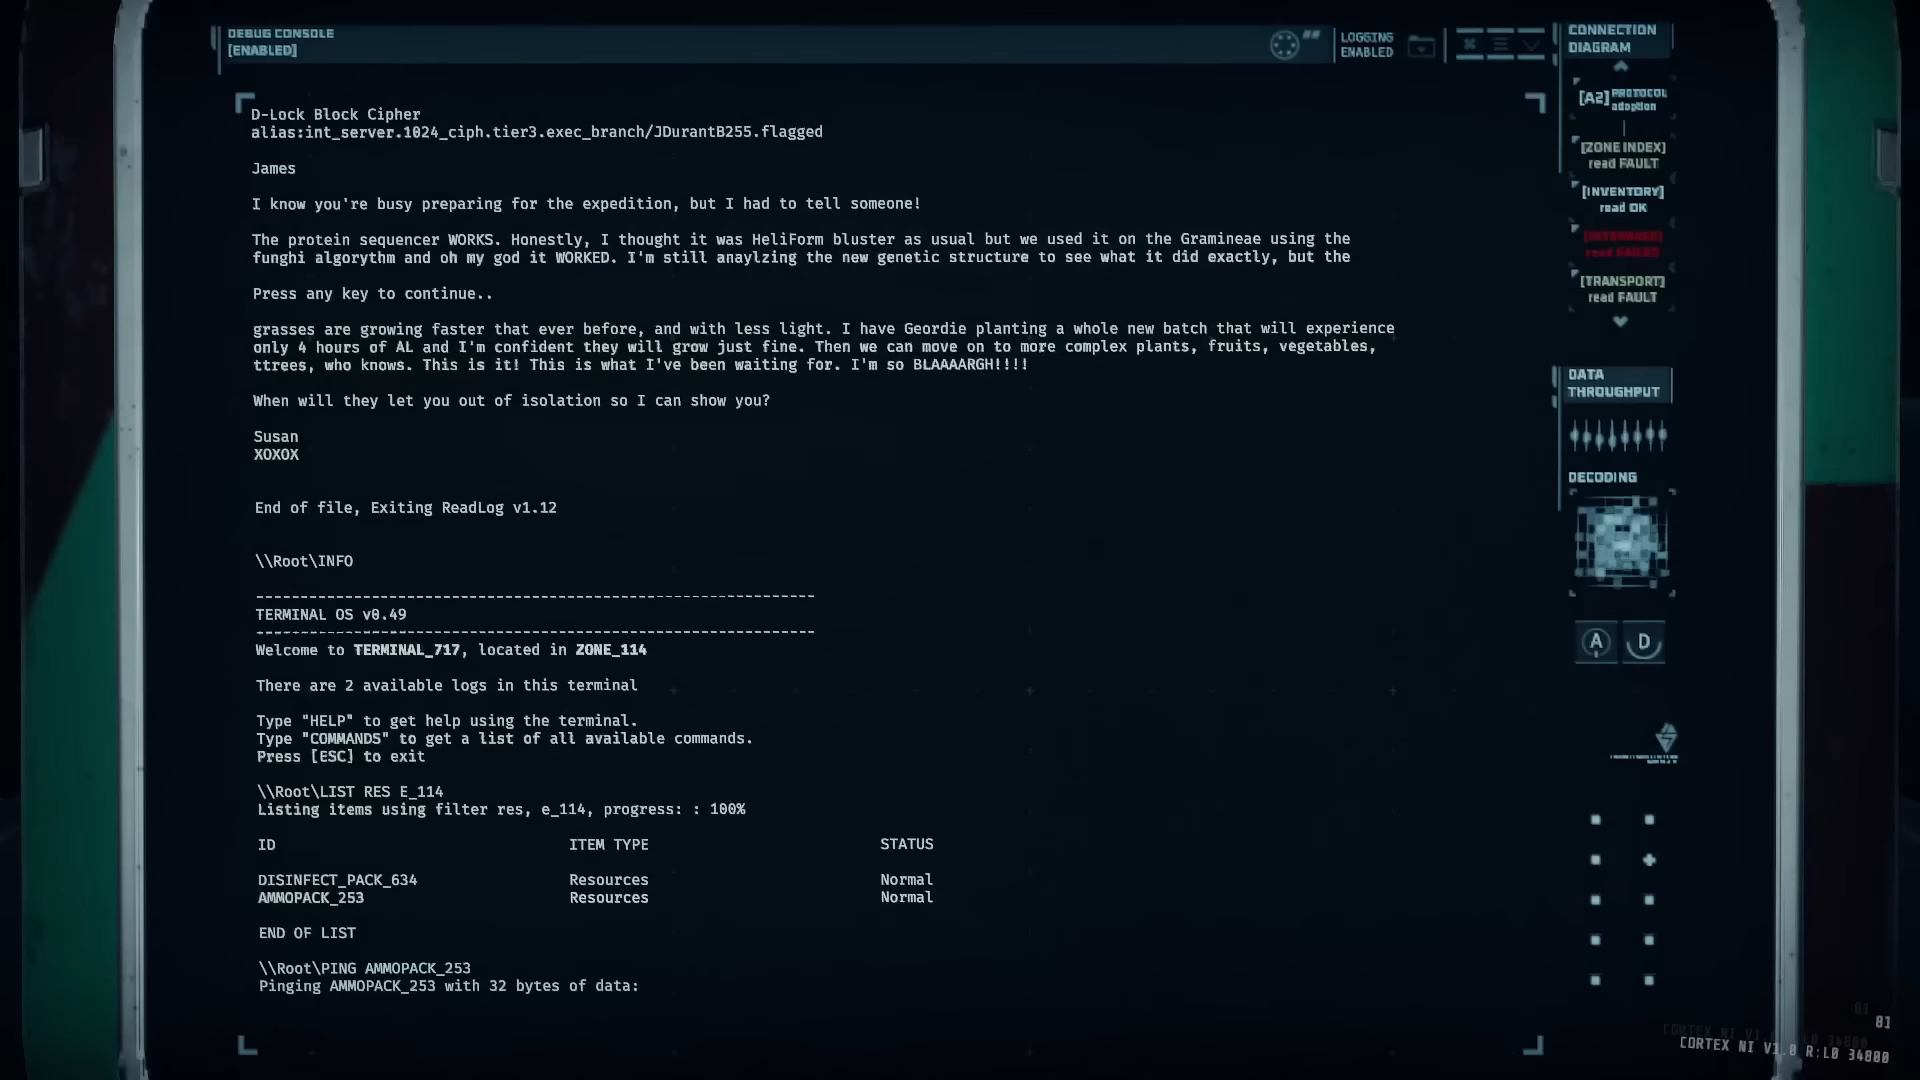 DEBUG CONSOLE
[ENABLED]
LOGGING
ENABLED
D-Lock Block Cipher
alias:int_server.1024_ciph.tier3.exec_branch/JDurantB255.flagged
James
I know you're busy preparing for the expedition, but I had to tell someone!
The protein sequencer WORKS. Honestly, I thought it was HeliForm bluster as usual but we used it on the Gramineae using the
funghi algorythm and oh my god it WORKED. I'm still anaylzing the new genetic structure to see what it did exactly, but the
Press any key to continue..
grasses are growing faster that ever before, and with less light. I have Geordie planting a whole new batch that will experience
only 4 hours of AL and I'm confident they will grow just fine. Then we can move on to more complex plants, fruits, vegetables,
ttrees, who knows. This is it! This is what I've been waiting for. I'm so BLAAAARGH!!!!
When will they let you out of isolation so I can show you?
Susan
XOXOX
End of file, Exiting ReadLog v1.12
\\Root\INFO
---------------------------------------------------------------
TERMINAL OS v0.49
---------------------------------------------------------------
Welcome to TERMINAL_717, located in ZONE_114
There are 2 available logs in this terminal
Type "HELP" to get help using the terminal.
Type "COMMANDS" to get a list of all available commands.
Press [ESC] to exit
\\Root\LIST RES E_114
Listing items using filter res, e_114, progress: : 100%
ID ITEM TYPE STATUS
DISINFECT_PACK_634 Resources Normal
AMMOPACK_253 Resources Normal
END OF LIST
\\Root\PING AMMOPACK_253
Pinging AMMOPACK_253 with 32 bytes of data:
CONNECTION
DIAGRAM
[A2] PROTOCOL
adoption
[ZONE INDEX]
read FAULT
[INVENTORY]
read OK
read FAILED
[TRANSPORT]
read FAULT
DATA
THROUGHPUT
DECODING
A D
81
CORTEX NI V1.0 R:L0 34800